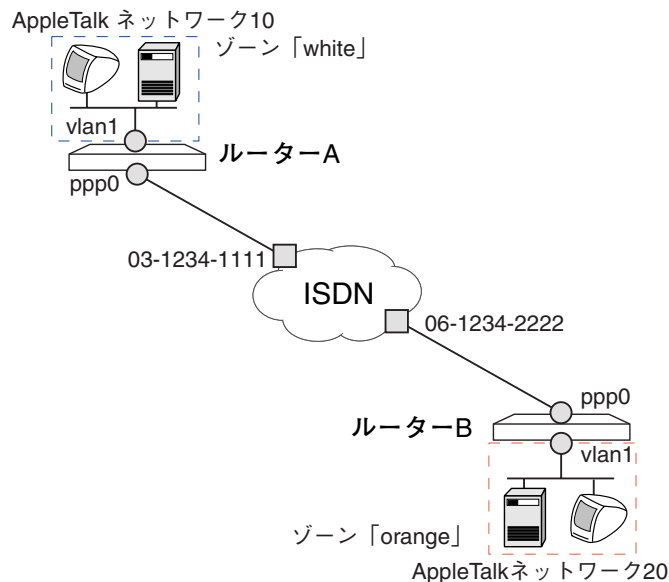 AppleTalk ネットワーク10
ゾーン「white」
vlan1
ルーターA
ppp0
03-1234-1111
ISDN
06-1234-2222
ppp0
ルーターB
vlan1
ゾーン「orange」
AppleTalkネットワーク20